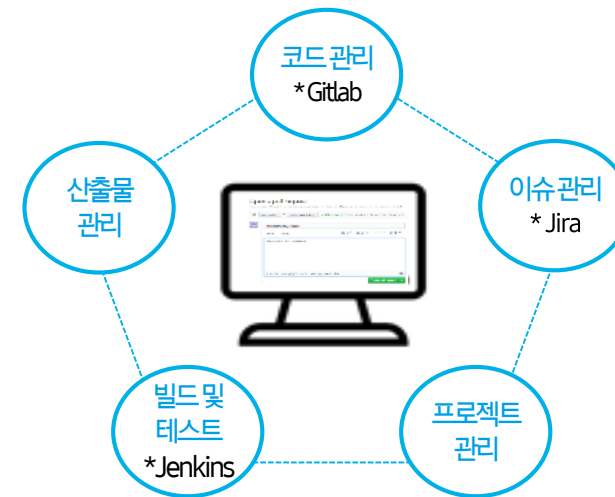 코드 관리
*Gitlab
산출물
관리
이슈관리
* Jira
빌드 및
테스트
*Jenkins
프로젝트
관리